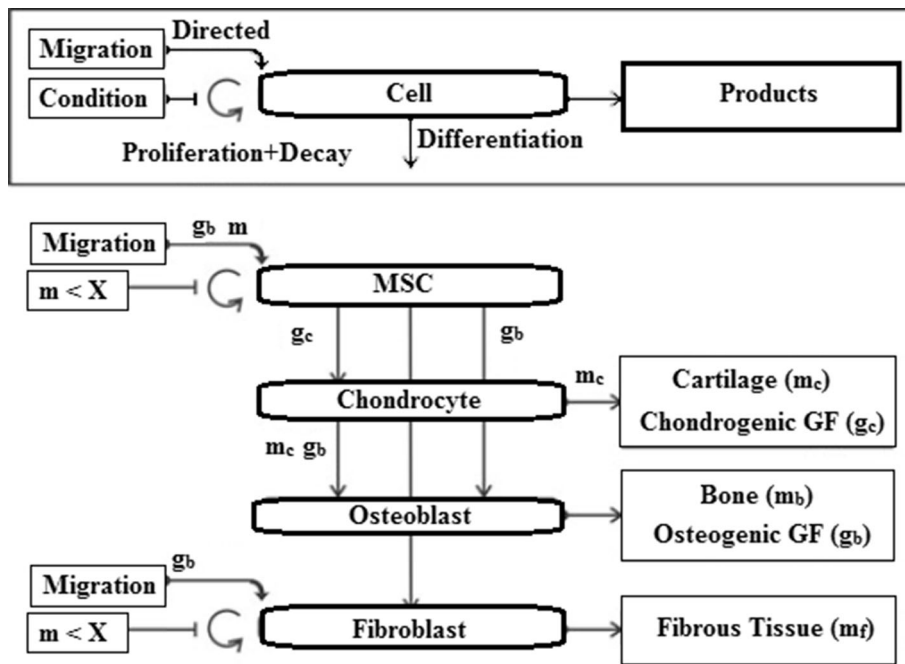 Directed
Migration
Condition
Cell
Products
Proliferation+Decay
Differentiation
gb m
Migration
m < X
MSC
gc
gb
mc
Chondrocyte
Cartilage (mc)
Chondrogenic GF (gc)
mc gb
Osteoblast
Bone (mb)
Osteogenic GF (gb)
gb
Migration
m < X
Fibroblast
Fibrous Tissue (mf)